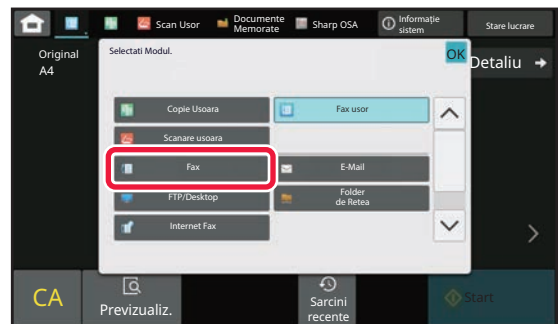 Scan Usor
Documente
Memorate
Sharp OSA
Informație
sistem
Stare lucrare
Original
A4
Selectati Modul.
OK
Detaliu
Copie Usoara
Fax usor
Scanare usoara
Fax
E-Mail
FTP/Desktop
Folder
de Retea
Internet Fax
CA
Previzualiz.
Sarcini
recente
Start